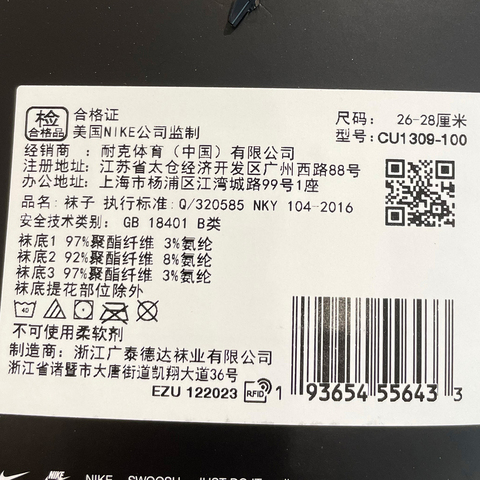 检
合格品
合格证
美国NIKE公司监制
尺码： 26-28厘米
型号：CU1309-100
经销商 ： 耐克体育（中国）有限公司
注册地址：江苏省太仓经济开发区广州西路88号
办公地址：上海市杨浦区江湾城路99号1座
品名：袜子 执行标准：Q/320585 NKY 104-2016
安全技术类别： GB 18401 B类
袜底1 97%聚酯纤维 3%氨纶
袜底2 92%聚酯纤维 8%氨纶
袜底3 97%聚酯纤维 3%氨纶
袜底提花部位除外
40
不可使用柔软剂
制造商：浙江广泰德达袜业有限公司
浙江省诸暨市大唐街道凯翔大道36号
EZU 122023
RFID
1 93654 55643 3
NIKE
NIKE SWOOSH JUST DO IT